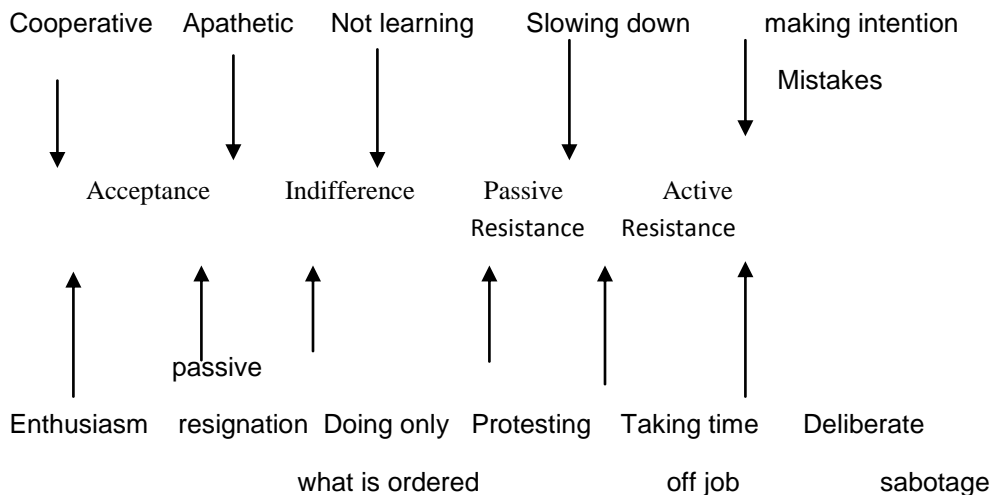 Cooperative Apathetic Not learning Slowing down making intention
Mistakes
Acceptance Indifference Passive Active
Resistance Resistance
passive
Enthusiasm resignation Doing only Protesting Taking time Deliberate
what is ordered off job sabotage